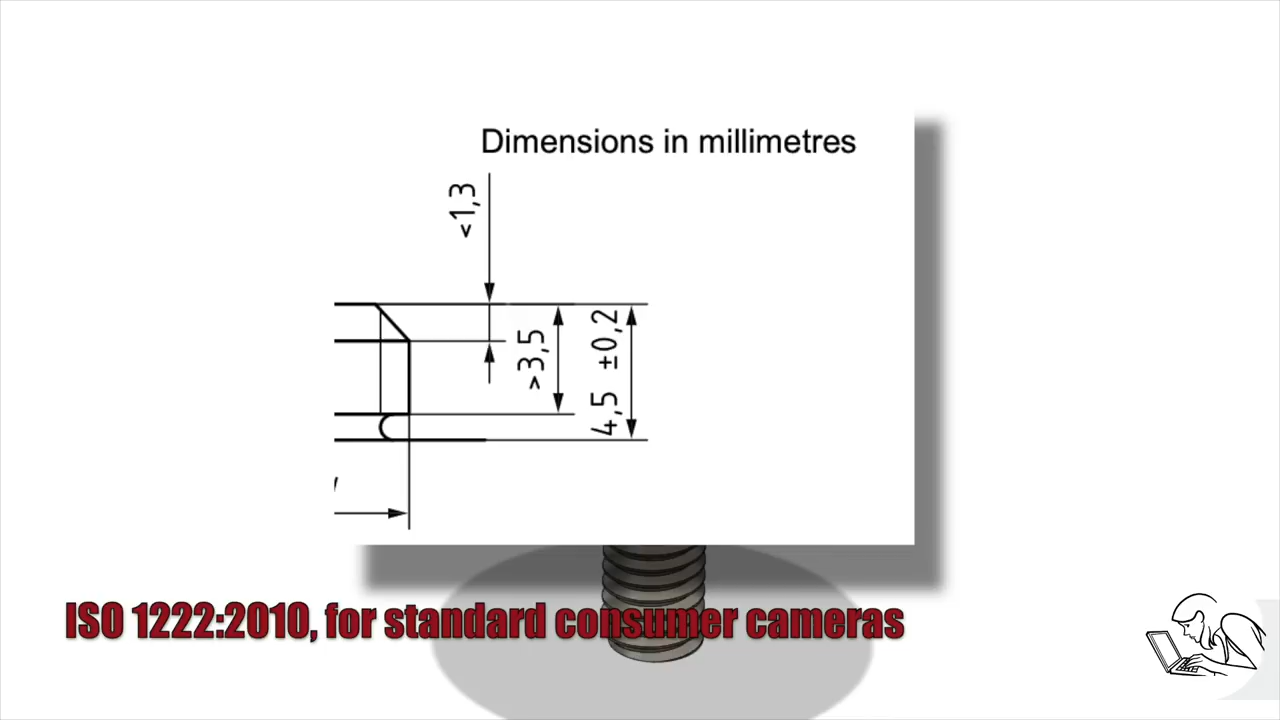 Dimensions in millimetres
<1,3
>3,5
4,5 ±0,2
ISO 1222:2010, for standard consumer cameras